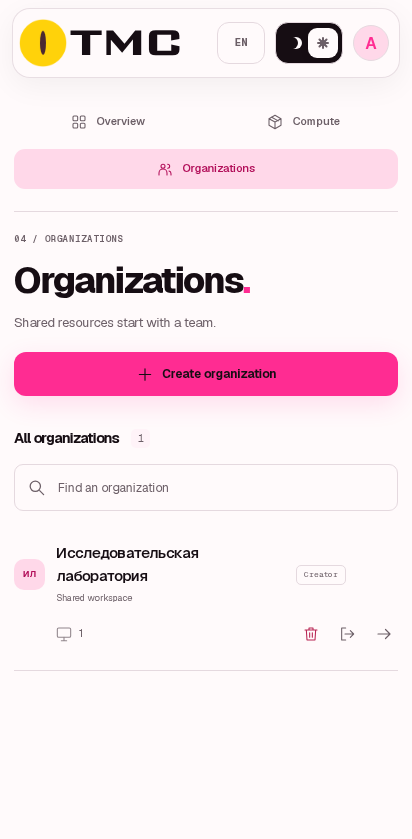 TMC
EN
A
Overview
Compute
Organizations
04 / ORGANIZATIONS
Organizations.
Shared resources start with a team.
Create organization
All organizations 1
Find an organization
ИЛ
Исследовательская
лаборатория
Creator
Shared workspace
1